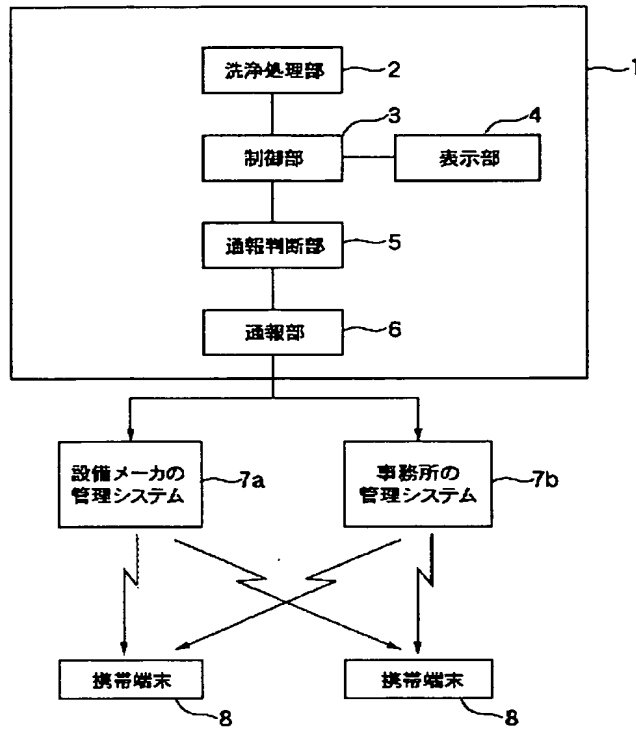 1
洗浄処理部 2
3 4
制御部 表示部
通報判断部 5
通報部 6
設備メーカの
管理システム 7a
事務所の
管理システム 7b
携帯端末 8
携帯端末 8